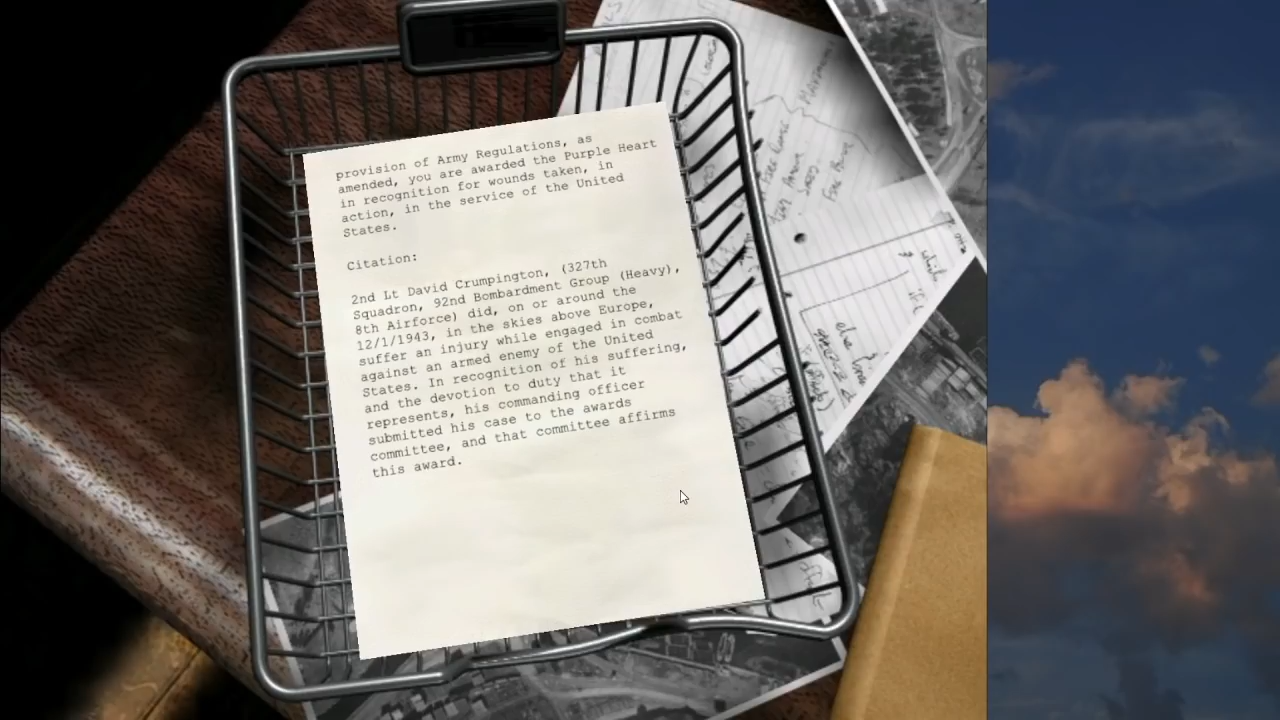 provision of Army Regulations, as
amended, you are awarded the Purple Heart
in recognition for wounds taken, in
action, in the service of the United
States.
Citation:
2nd Lt David Crumpington, (327th
Squadron, 92nd Bombardment Group (Heavy),
8th Airforce) did, on or around the
12/1/1943, in the skies above Europe,
suffer an injury while engaged in combat
against an armed enemy of the United
States. In recognition of his suffering,
and the devotion to duty that it
represents, his commanding officer
submitted his case to the awards
committee, and that committee affirms
this award.